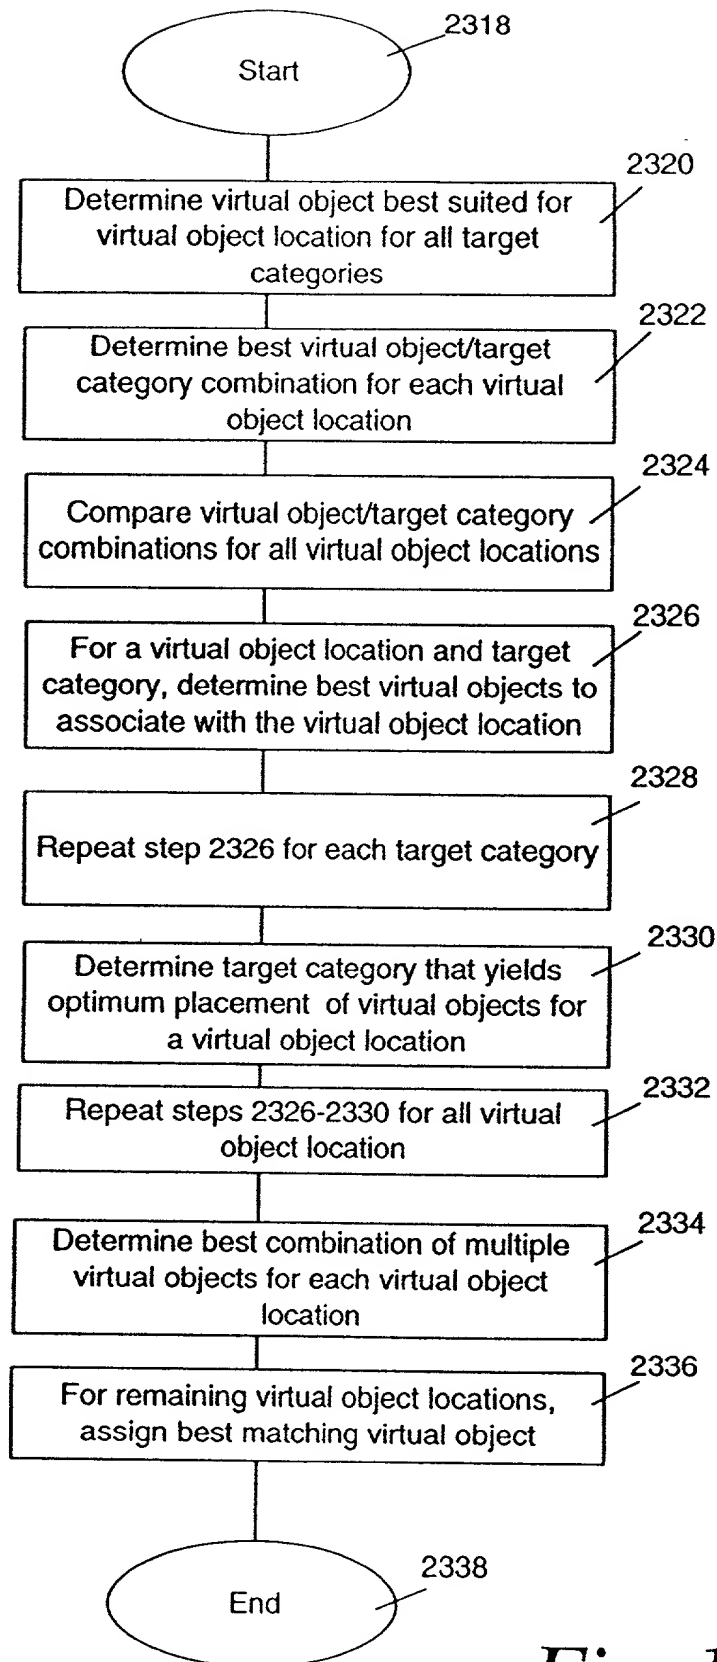 2318
Start
2320
Determine virtual object best suited for
virtual object location for all target
categories
2322
Determine best virtual object/target
category combination for each virtual
object location
2324
Compare virtual object/target category
combinations for all virtual object locations
2326
For a virtual object location and target
category, determine best virtual objects to
associate with the virtual object location
2328
Repeat step 2326 for each target category
2330
Determine target category that yields
optimum placement of virtual objects for
a virtual object location
2332
Repeat steps 2326-2330 for all virtual
object location
2334
Determine best combination of multiple
virtual objects for each virtual object
location
2336
For remaining virtual object locations,
assign best matching virtual object
2338
End